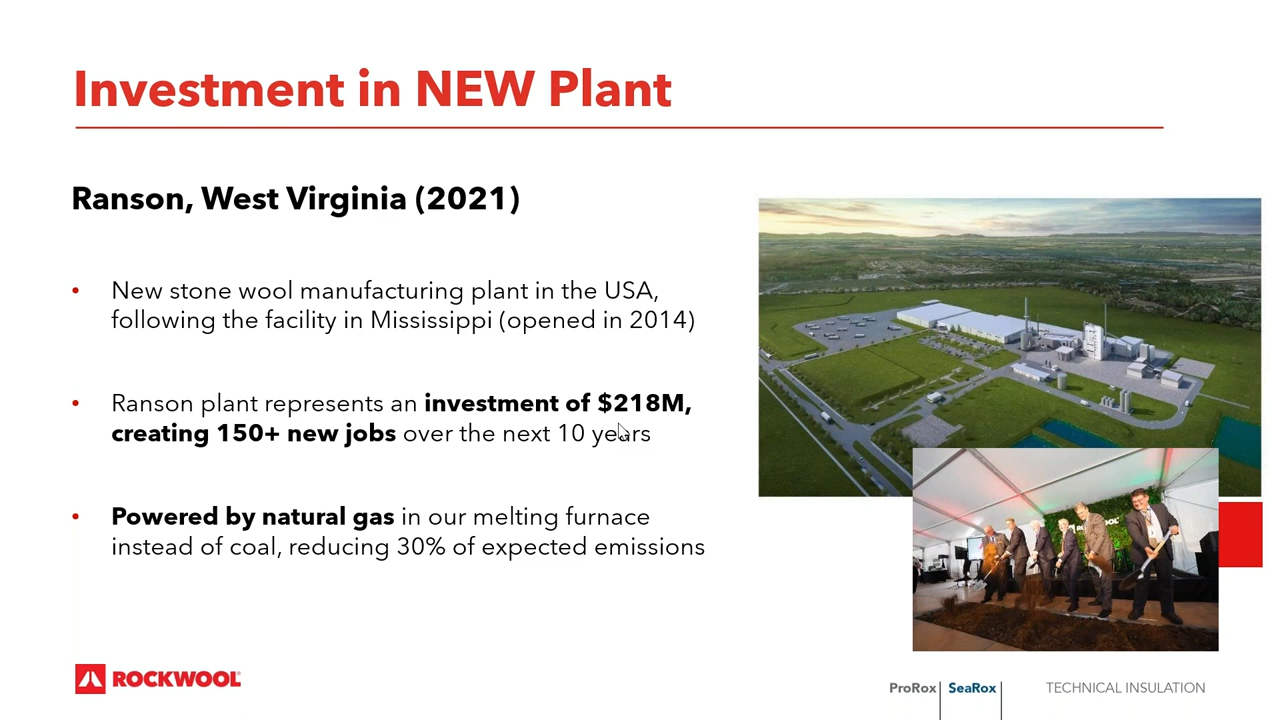 Investment in NEW Plant
Ranson, West Virginia (2021)
• New stone wool manufacturing plant in the USA,
following the facility in Mississippi (opened in 2014)
• Ranson plant represents an investment of $218M,
creating 150+ new jobs over the next 10 years
• Powered by natural gas in our melting furnace
instead of coal, reducing 30% of expected emissions
ROCKWOOL
ProRox SeaRox TECHNICAL INSULATION